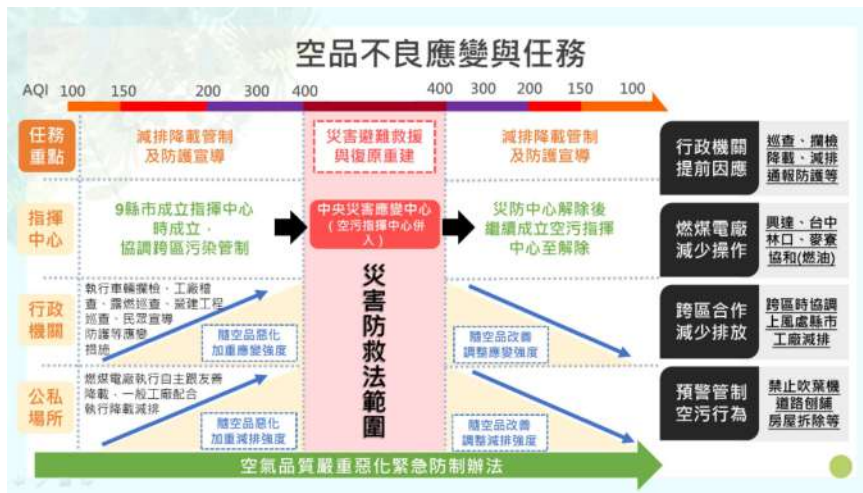 空品不良應變與任務
AQI 100 150 200 300 400 400 300 200 150 100
任務
重點
減排降載管制
及防護宣導
災害避難救援
與復原重建
減排降載管制
及防護宣導
指揮
中心
9縣市成立指揮中心
時成立，
協調跨區污染管制
中央災害應變中心
(空污指揮中心併
入)
災防中心解除後
繼續成立空污指揮
中心至解除
行政
機關
執行車輛攔檢、工廠稽
查、露燃巡查、營建工程
巡查、民眾宣導
防護等應變
措施
隨空品惡化
加重應變強度
災害防救法範圍
隨空品改善
調整應變強度
公私
場所
燃煤電廠執行自主跟友善
降載、一般工廠配合
執行降載減排
隨空品惡化
加重減排強度
隨空品改善
調整減排強度
空氣品質嚴重惡化緊急防制辦法
行政機關
提前因應
巡查、攔檢
降載、減排
通報防護等
燃煤電廠
減少操作
興達、台中
林口、麥寮
協和(燃油)
跨區合作
減少排放
跨區時協調
上風處縣市
工廠減排
預警管制
空污行為
禁止吹葉機
道路刨鋪
房屋拆除等